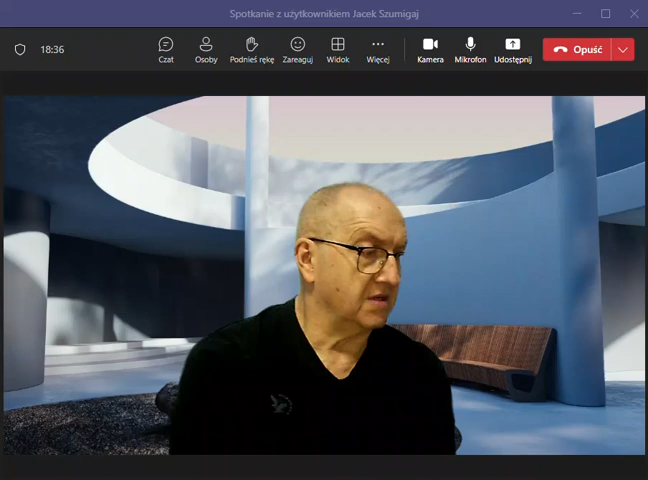 Spotkanie z użytkownikiem Jacek Szumigaj
18:36
Czat
Osoby
Podnieś rękę
Zareaguj
Widok
Więcej
Kamera
Mikrofon
Udostępnij
Opuść